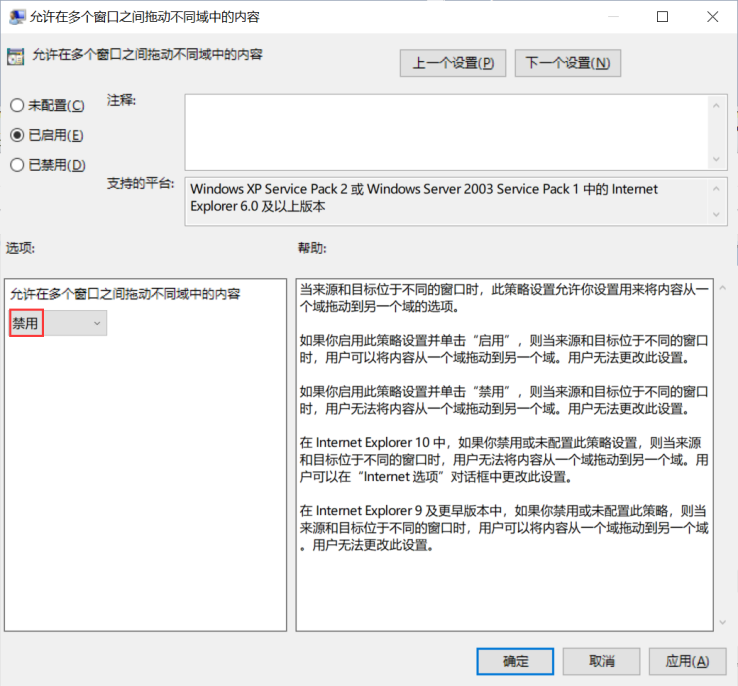 允许在多个窗口之间拖动不同域中的内容
允许在多个窗口之间拖动不同域中的内容
上一个设置(P)
下一个设置(N)
未配置(C)
注释:
已启用(E)
已禁用(D)
支持的平台:
Windows XP Service Pack 2 或 Windows Server 2003 Service Pack 1 中的 Internet
Explorer 6.0 及以上版本
选项:
帮助:
允许在多个窗口之间拖动不同域中的内容
禁用
当来源和目标位于不同的窗口时，此策略设置允许你设置用来将内容从一
个域拖动到另一个域的选项。
如果你启用此策略设置并单击“启用”，则当来源和目标位于不同的窗口
时，用户可以将内容从一个域拖动到另一个域。用户无法更改此设置。
如果你启用此策略设置并单击“禁用”，则当来源和目标位于不同的窗口
时，用户无法将内容从一个域拖动到另一个域。用户无法更改此设置。
在 Internet Explorer 10 中，如果你禁用或未配置此策略设置，则当来源
和目标位于不同的窗口时，用户无法将内容从一个域拖动到另一个域。用
户可以在“Internet 选项”对话框中更改此设置。
在 Internet Explorer 9 及更早版本中，如果你禁用或未配置此策略，则当
来源和目标位于不同的窗口时，用户可以将内容从一个域拖动到另一个域
。用户无法更改此设置。
确定
取消
应用(A)